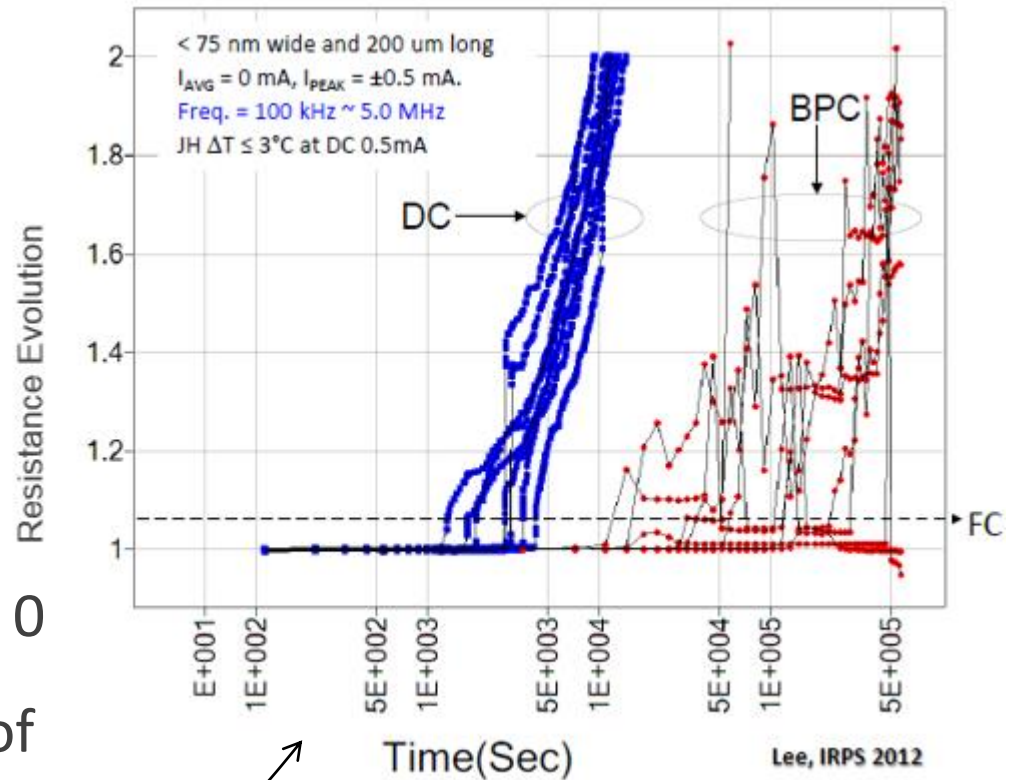 < 75 nm wide and 200 um long
I_AVG = 0 mA, I_PEAK = ±0.5 mA.
Freq. = 100 kHz ~ 5.0 MHz
JH ΔT ≤ 3°C at DC 0.5mA
DC
BPC
FC
2
1.8
1.6
1.4
1.2
1
Resistance Evolution
0
of
E+001
1E+002
5E+002
1E+003
5E+003
1E+004
5E+004
1E+005
5E+005
Time(Sec)
Lee, IRPS 2012